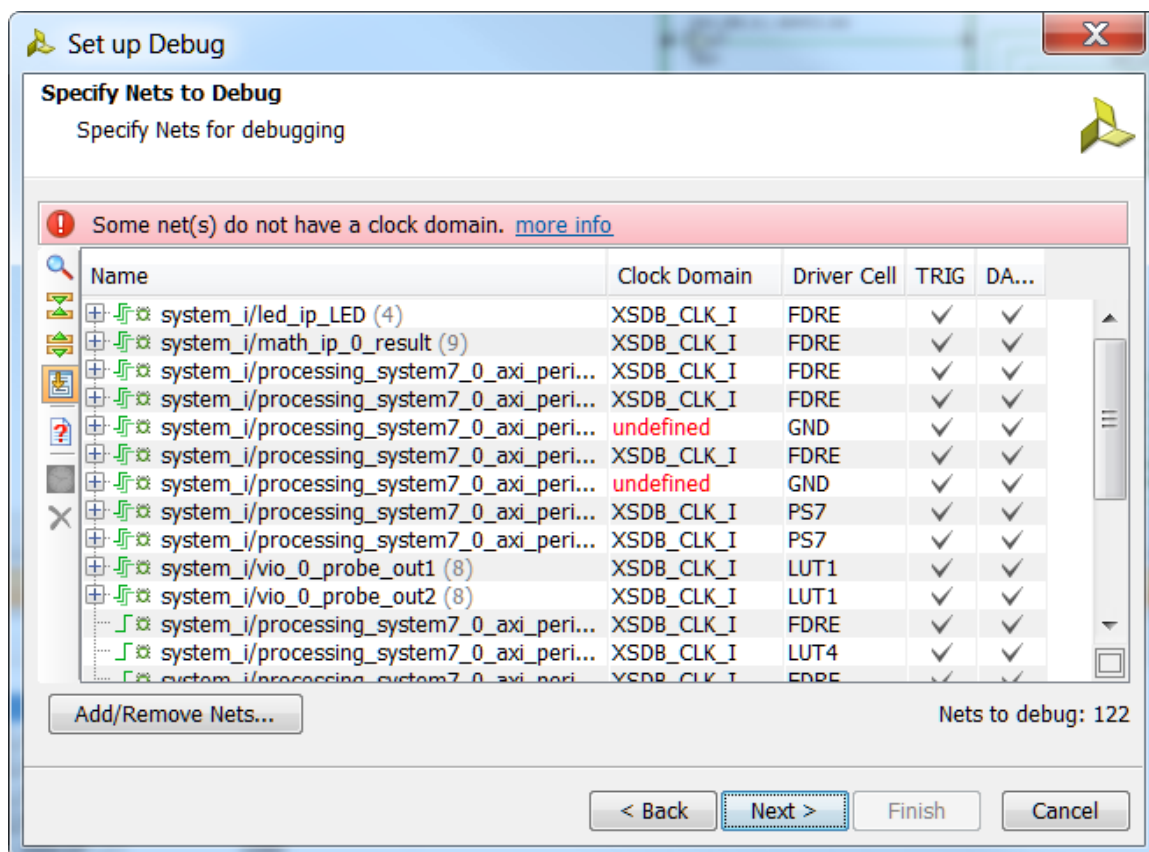 Set up Debug
Specify Nets to Debug
Specify Nets for debugging
Some net(s) do not have a clock domain. more info
Name Clock Domain Driver Cell TRIG DA...
system_i/led_ip_LED (4) XSDB_CLK_I FDRE
system_i/math_ip_0_result (9) XSDB_CLK_I FDRE
system_i/processing_system7_0_axi_peri... XSDB_CLK_I FDRE
system_i/processing_system7_0_axi_peri... XSDB_CLK_I FDRE
system_i/processing_system7_0_axi_peri... undefined GND
system_i/processing_system7_0_axi_peri... XSDB_CLK_I FDRE
system_i/processing_system7_0_axi_peri... undefined GND
system_i/processing_system7_0_axi_peri... XSDB_CLK_I PS7
system_i/processing_system7_0_axi_peri... XSDB_CLK_I PS7
system_i/vio_0_probe_out1 (8) XSDB_CLK_I LUT1
system_i/vio_0_probe_out2 (8) XSDB_CLK_I LUT1
system_i/processing_system7_0_axi_peri... XSDB_CLK_I FDRE
system_i/processing_system7_0_axi_peri... XSDB_CLK_I LUT4
system_i/processing_system7_0_axi_peri... XSDB_CLK_I FDRE
Add/Remove Nets... Nets to debug: 122
< Back Next > Finish Cancel